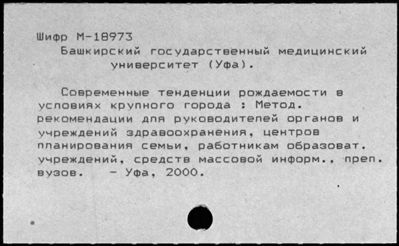 Шифр М-18973
Башкирский государственный медицинский
университет (Уфа).
Современные тенденции рождаемости в
условиях крупного города : Метод.
рекомендации для руководителей органов и
учреждений здравоохранения, центров
планирования семьи, работникам образоват.
учреждений, средств массовой информ., преп.
вузов. - Уфа, 2000.